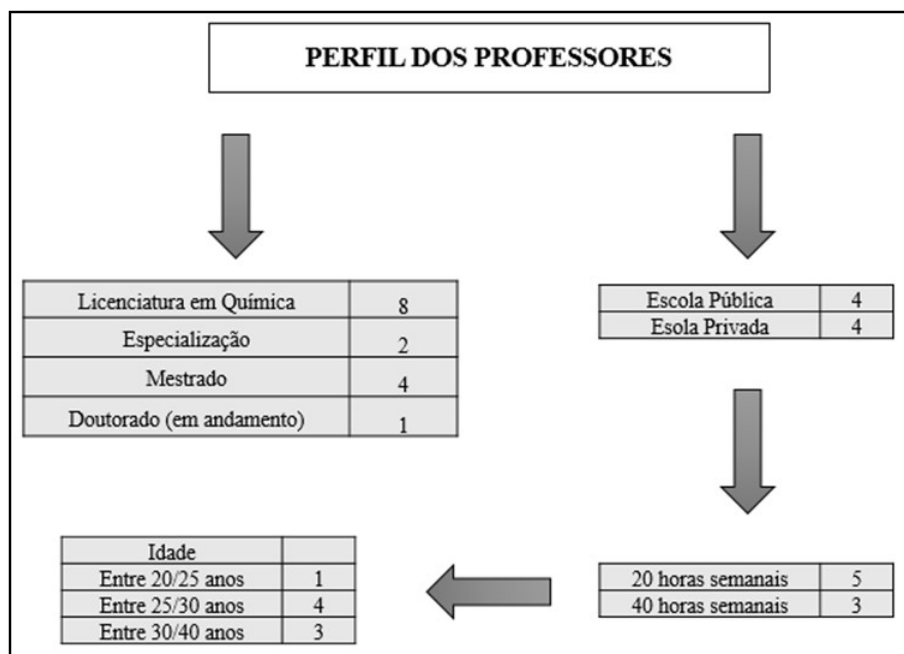 PERFIL DOS PROFESSORES
Licenciatura em Química 8
Especialização 2
Mestrado 4
Doutorado (em andamento) 1
Escola Pública 4
Esola Privada 4
20 horas semanais 5
40 horas semanais 3
Idade
Entre 20/25 anos 1
Entre 25/30 anos 4
Entre 30/40 anos 3